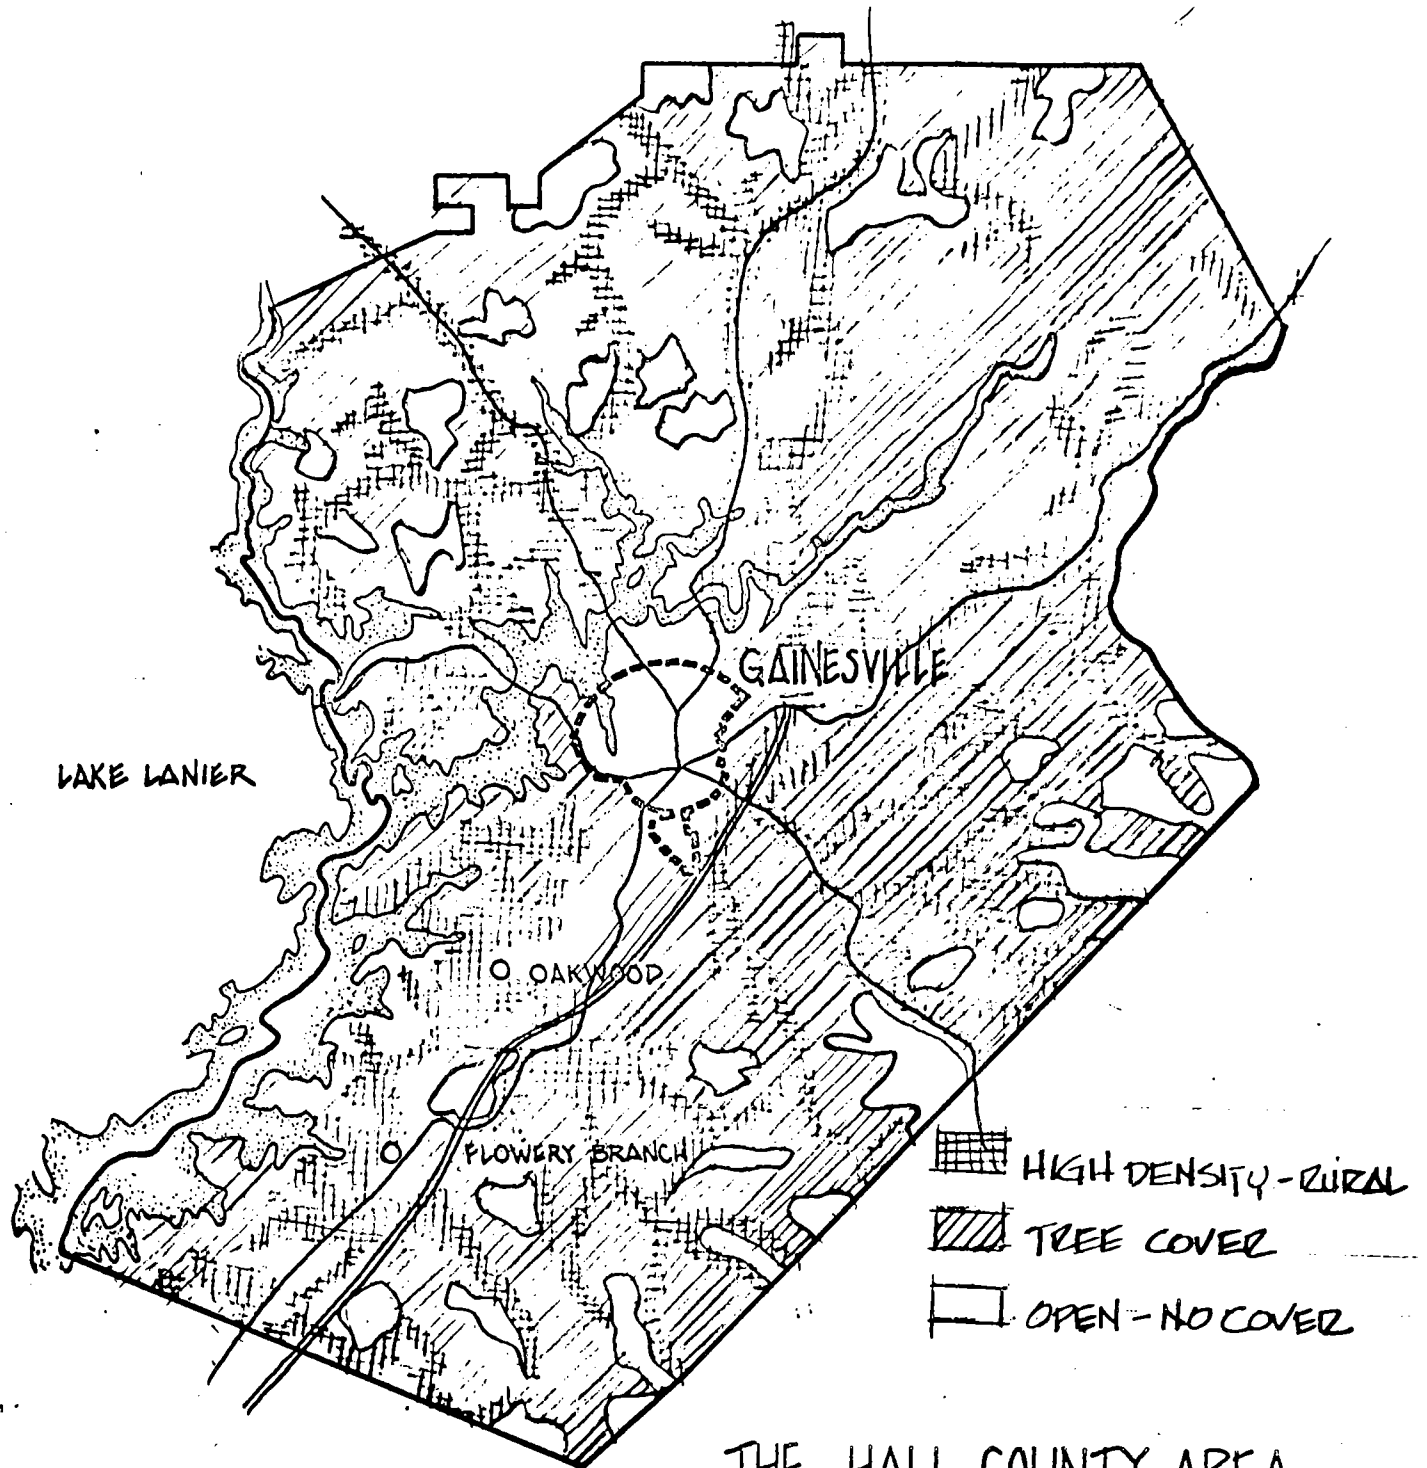 GAINESVILLE
LAKE LANIER
OAKWOOD
FLOWERY BRANCH
HIGH DENSITY-RURAL
TREE COVER
OPEN-NO COVER
THE HALL COUNTY AREA